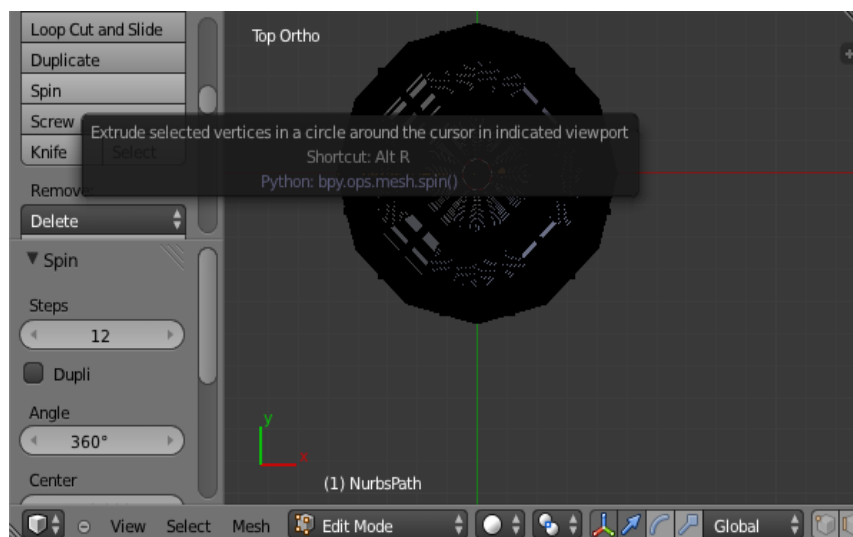 Loop Cut and Slide
Duplicate
Spin
Screw
Knife
Select
Remove
Delete
Top Ortho
Extrude selected vertices in a circle around the cursor in indicated viewport
Shortcut: Alt R
Python: bpy.ops.mesh.spin()
Spin
Steps
12
Dupli
Angle
360°
Center
y
x
(1) NurbsPath
View
Select
Mesh
Edit Mode
Global